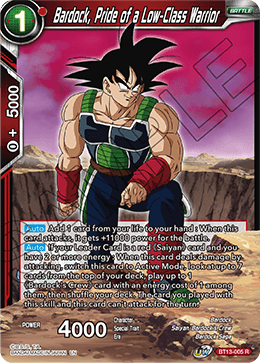 1
Bardock, Pride of a Low-Class Warrior
BATTLE
0 + 5000
Auto Add 1 card from your life to your hand: When this
card attacks, it gets +11000 power for the battle.
Auto If your Leader Card is a red {Saiyan} card and you
have 2 or more energy: When this card deals damage by
attacking, switch this card to Active Mode, look at up to 7
cards from the top of your deck, play up to 1
{Bardock's Crew} card with an energy cost of 1 among
them, then shuffle your deck. The card you played with
this skill and this card can't attack for the turn.
POWER
4000
Character
Bardock
Special Trait
Saiyan/Bardock's Crew
Era
Bardock Saga
BT13-005 R